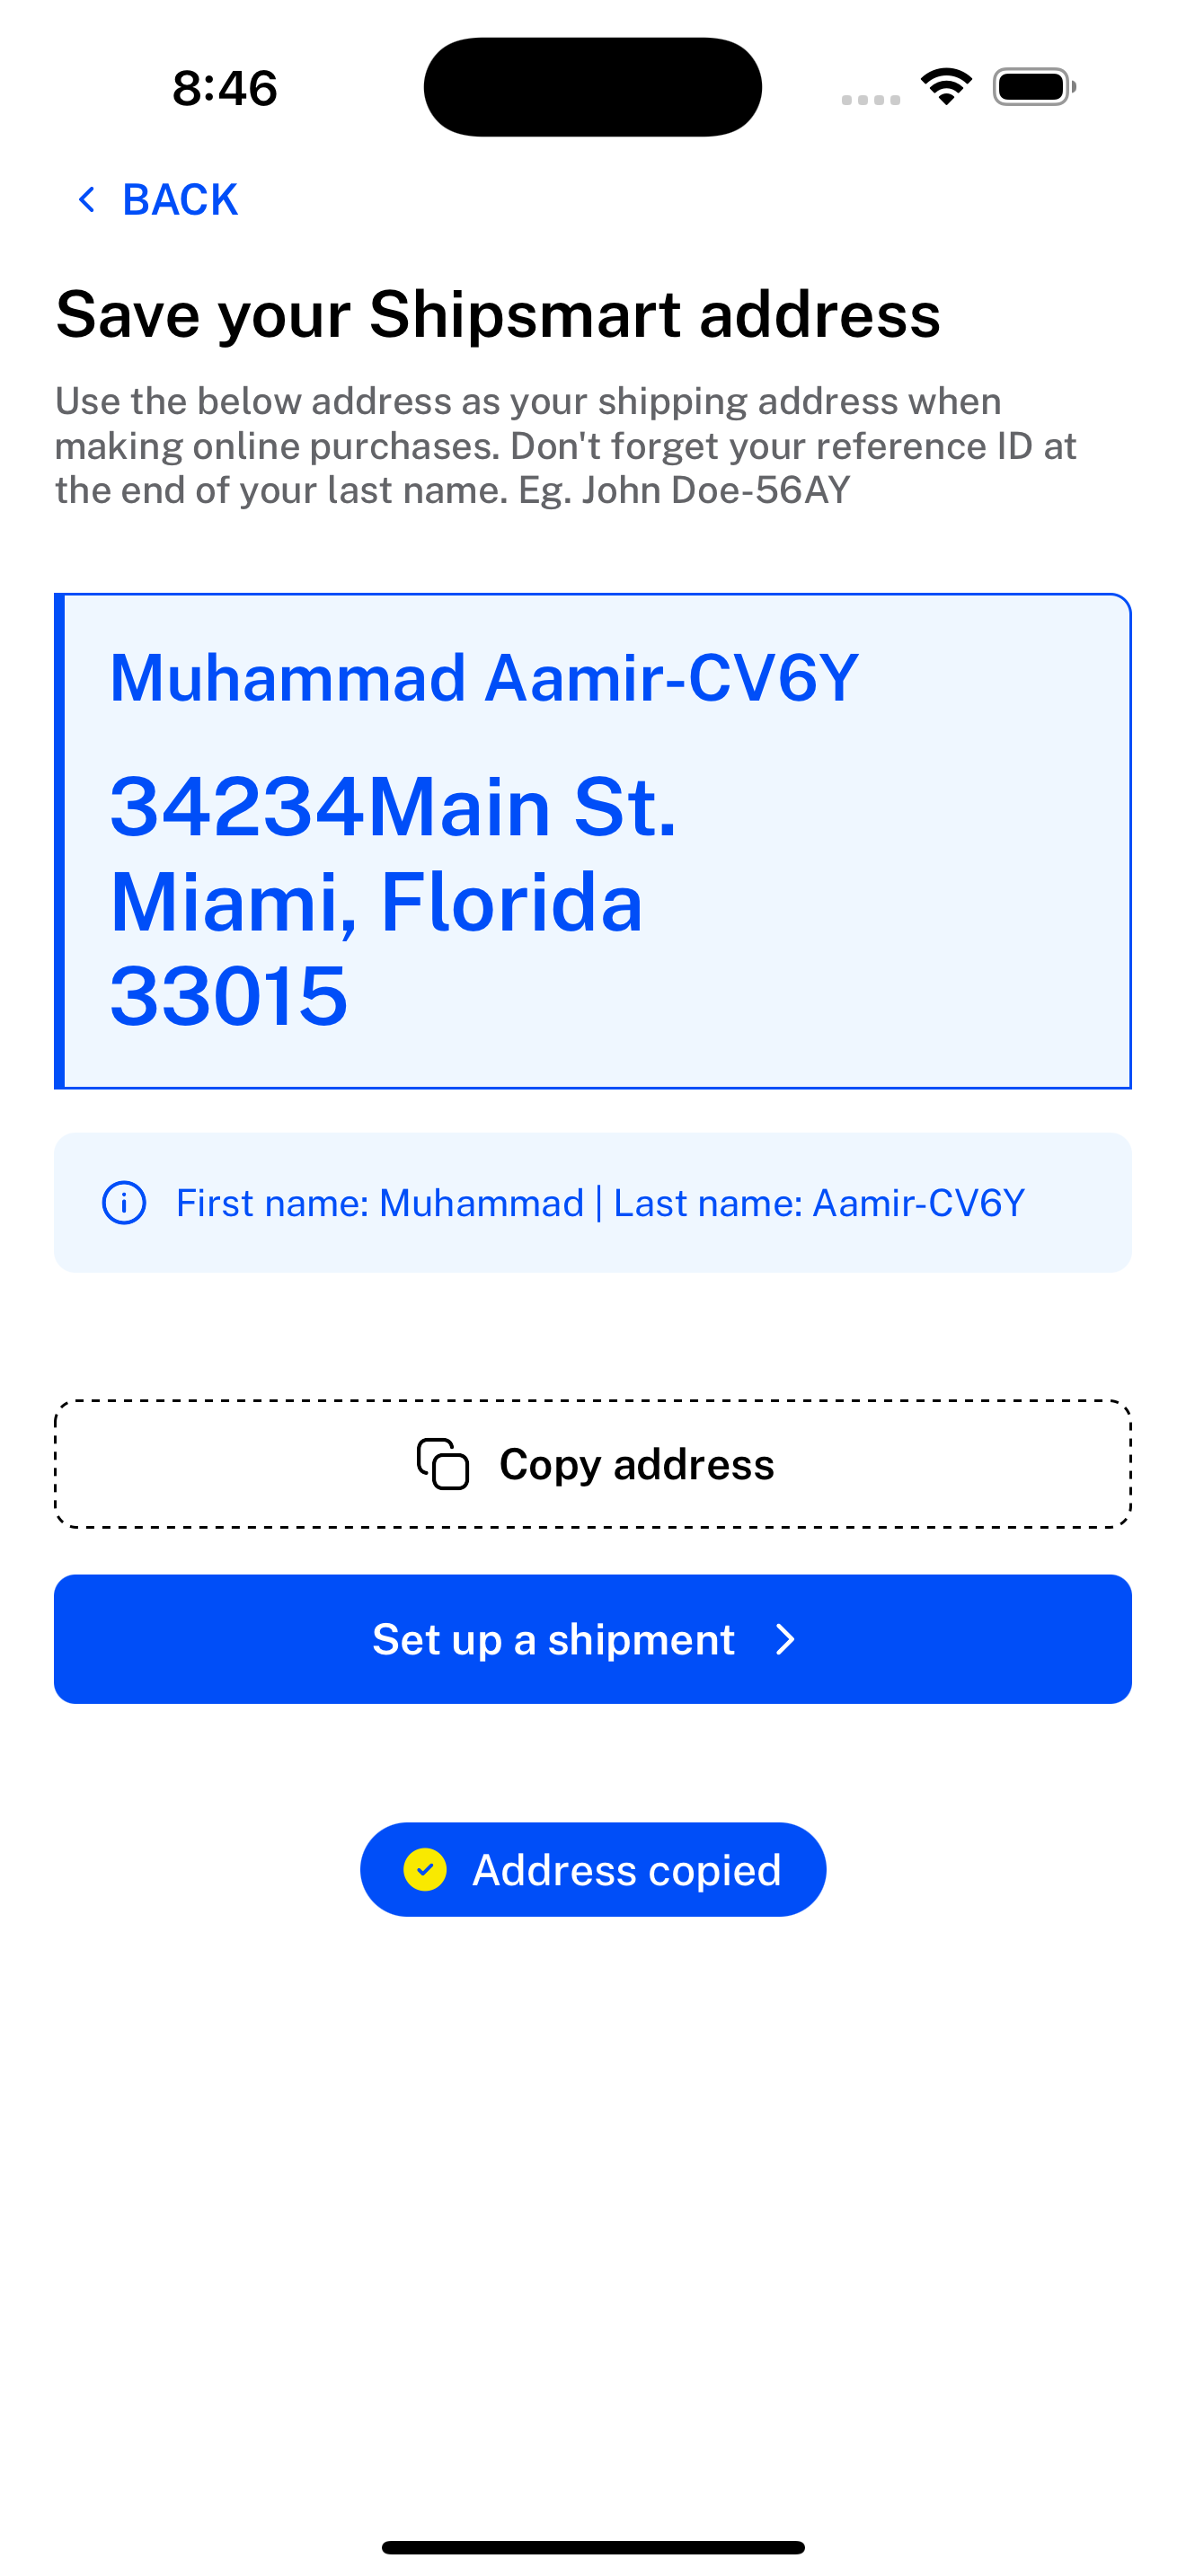 8:46
BACK
Save your Shipsmart address
Use the below address as your shipping address when
making online purchases. Don't forget your reference ID at
the end of your last name. Eg. John Doe-56AY
Muhammad Aamir-CV6Y
34234Main St.
Miami, Florida
33015
First name: Muhammad | Last name: Aamir-CV6Y
Copy address
Set up a shipment
Address copied